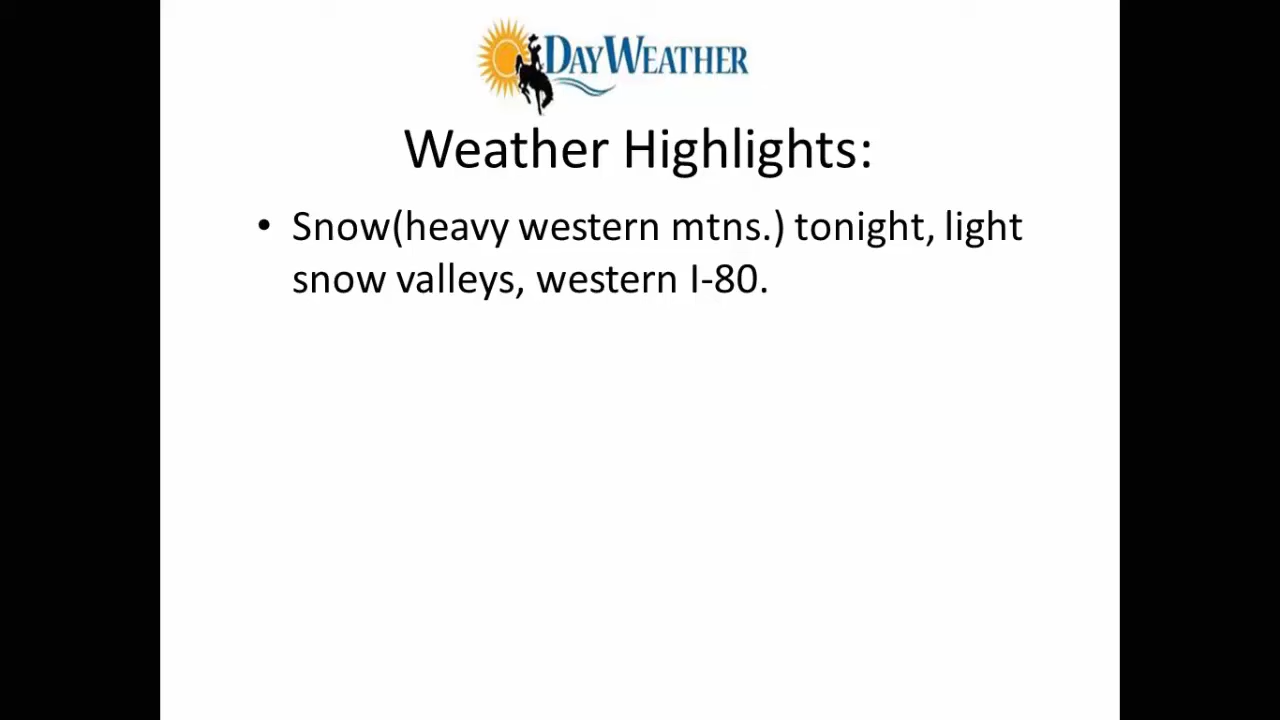 DAYWEATHER
Weather Highlights:
• Snow(heavy western mtns.) tonight, light
snow valleys, western I-80.